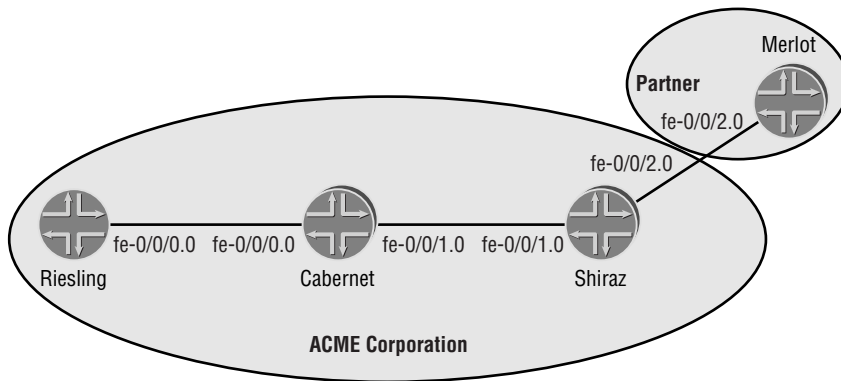 Merlot
Partner
fe-0/0/2.0
fe-0/0/2.0
fe-0/0/0.0 fe-0/0/0.0 fe-0/0/1.0 fe-0/0/1.0
Riesling Cabernet Shiraz
ACME Corporation